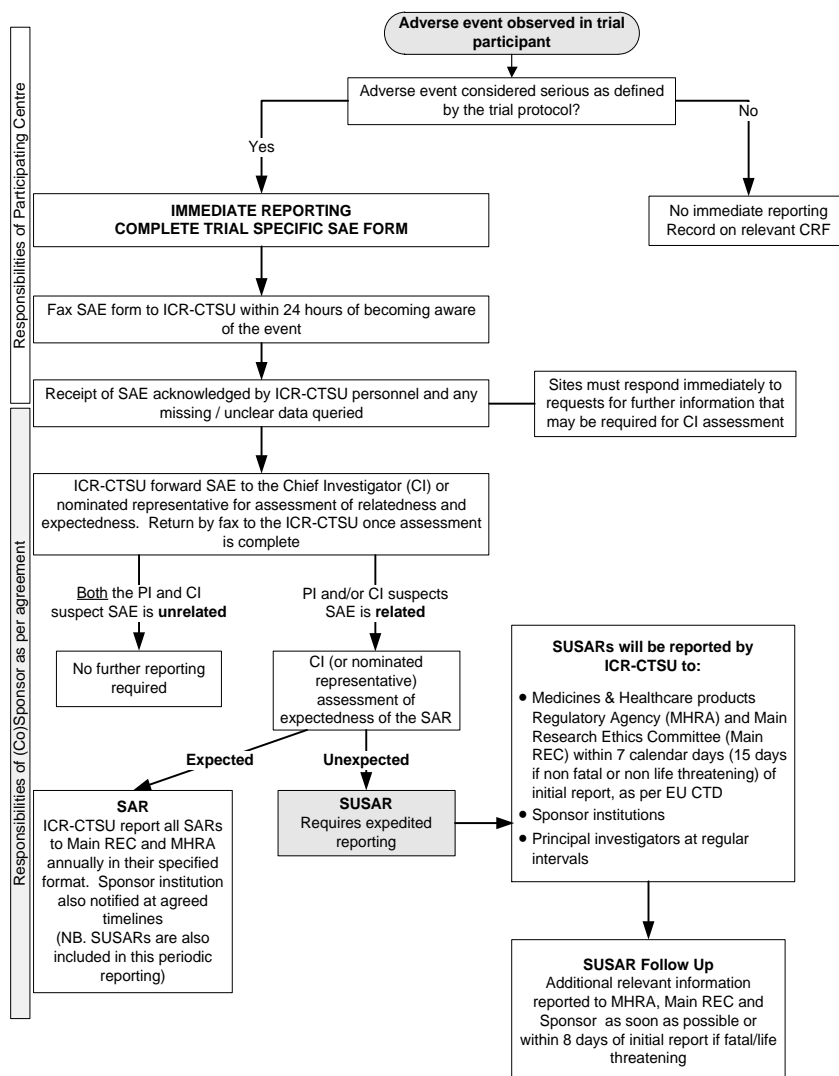 Adverse event observed in trial
participant
Adverse event considered serious as defined
by the trial protocol?
Yes
No
IMMEDIATE REPORTING
COMPLETE TRIAL SPECIFIC SAE FORM
No immediate reporting
Record on relevant CRF
Fax SAE form to ICR-CTSU within 24 hours of becoming aware
of the event
Receipt of SAE acknowledged by ICR-CTSU personnel and any
missing / unclear data queried
Sites must respond immediately to
requests for further information that
may be required for CI assessment
ICR-CTSU forward SAE to the Chief Investigator (CI) or
nominated representative for assessment of relatedness and
expectedness.  Return by fax to the ICR-CTSU once assessment
is complete
Both the PI and CI
suspect SAE is unrelated
PI and/or CI suspects
SAE is related
No further reporting
required
CI (or nominated
representative)
assessment of
expectedness of the SAR
Expected
Unexpected
SAR
ICR-CTSU report all SARs
to Main REC and MHRA
annually in their specified
format.  Sponsor institution
also notified at agreed
timelines
(NB. SUSARs are also
included in this periodic
reporting)
SUSAR
Requires expedited
reporting
SUSARs will be reported by
ICR-CTSU to:
• Medicines & Healthcare products
Regulatory Agency (MHRA) and Main
Research Ethics Committee (Main
REC) within 7 calendar days (15 days
if non fatal or non life threatening) of
initial report, as per EU CTD
• Sponsor institutions
• Principal investigators at regular
intervals
SUSAR Follow Up
Additional relevant information
reported to MHRA, Main REC and
Sponsor  as soon as possible or
within 8 days of initial report if fatal/life
threatening
Responsibilities of Participating Centre
Responsibilities of (Co)Sponsor as per agreement